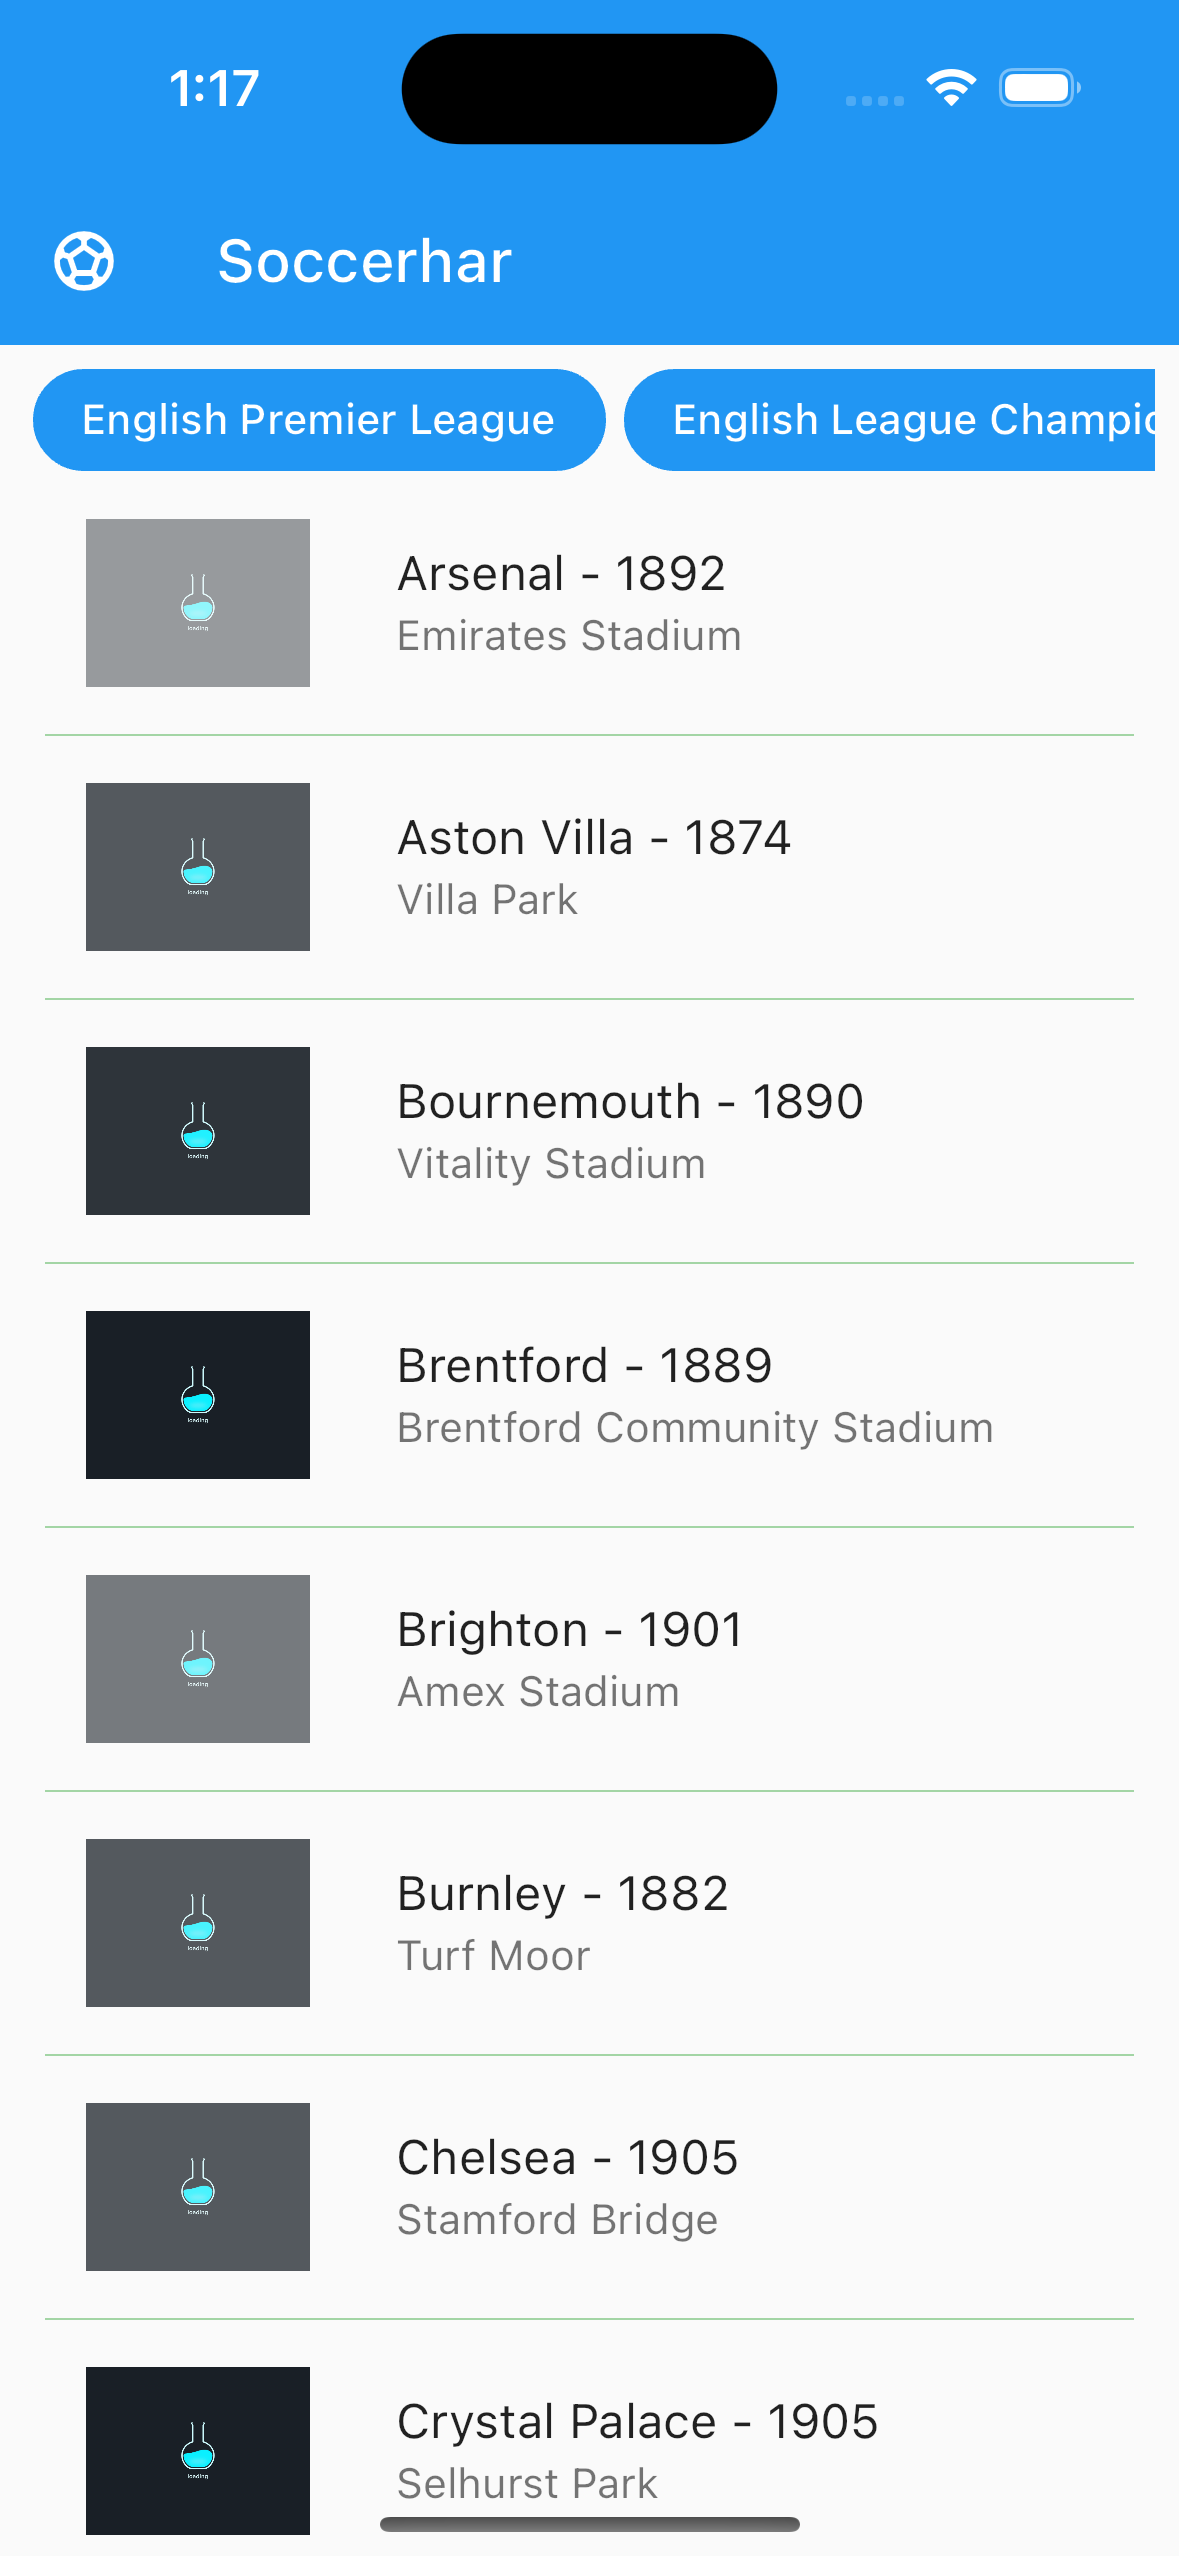 1:17
Soccerhar
English Premier League
English League Champic
loading
Arsenal - 1892
Emirates Stadium
loading
Aston Villa - 1874
Villa Park
loading
Bournemouth - 1890
Vitality Stadium
loading
Brentford - 1889
Brentford Community Stadium
loading
Brighton - 1901
Amex Stadium
loading
Burnley - 1882
Turf Moor
loading
Chelsea - 1905
Stamford Bridge
loading
Crystal Palace - 1905
Selhurst Park